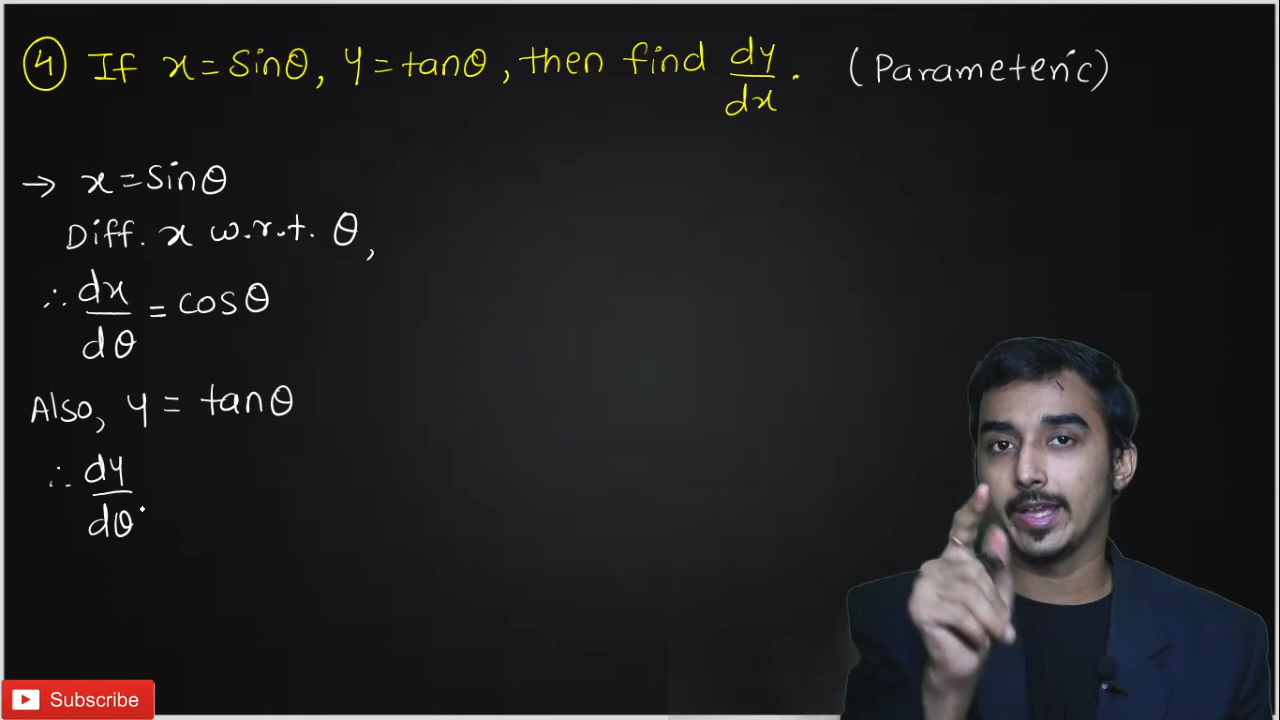 ④ If x = sinθ, y = tanθ, then find dy/dx. (Parameteric)
→ x = sinθ
Diff. x w.r.t. θ,
∴ dx/dθ = cosθ
Also, y = tanθ
∴ dy/dθ
Subscribe